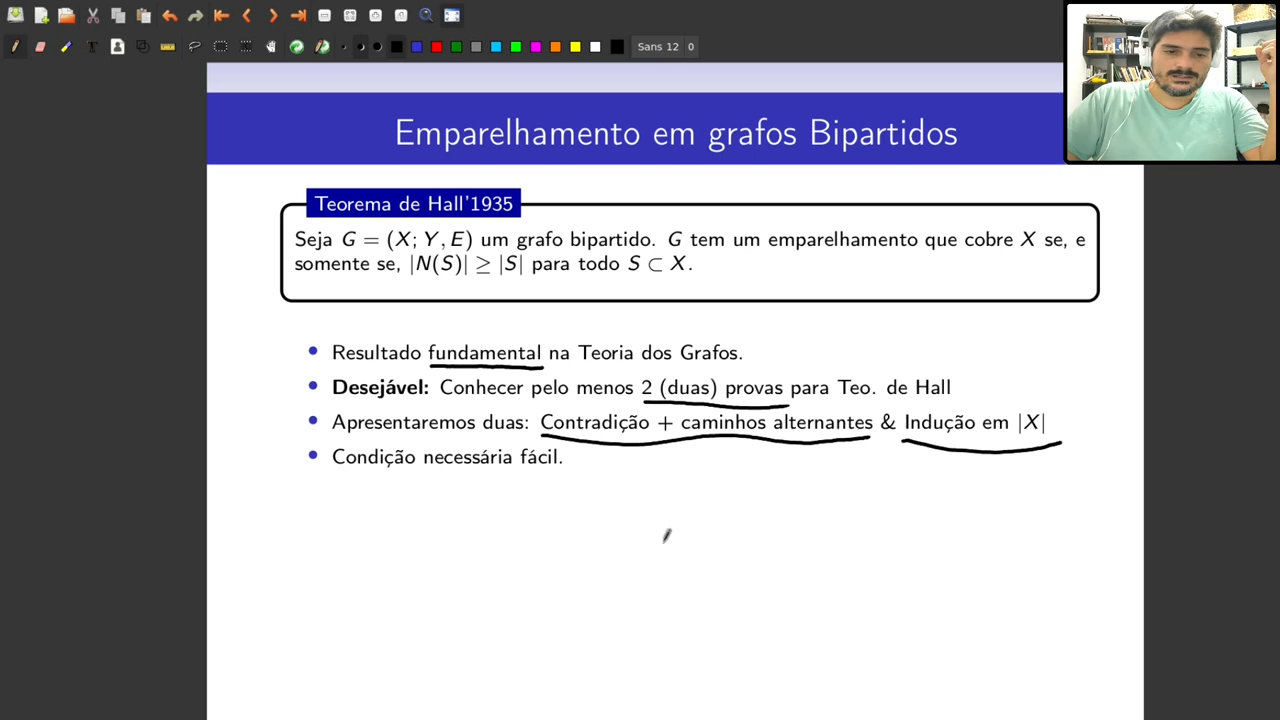 Sans 12 0
Emparelhamento em grafos Bipartidos
Teorema de Hall'1935
Seja G = (X; Y, E) um grafo bipartido. G tem um emparelhamento que cobre X se, e
somente se, |N(S)| ≥ |S| para todo S ⊂ X.
• Resultado fundamental na Teoria dos Grafos.
• Desejável: Conhecer pelo menos 2 (duas) provas para Teo. de Hall
• Apresentaremos duas: Contradição + caminhos alternantes & Indução em |X|
• Condição necessária fácil.